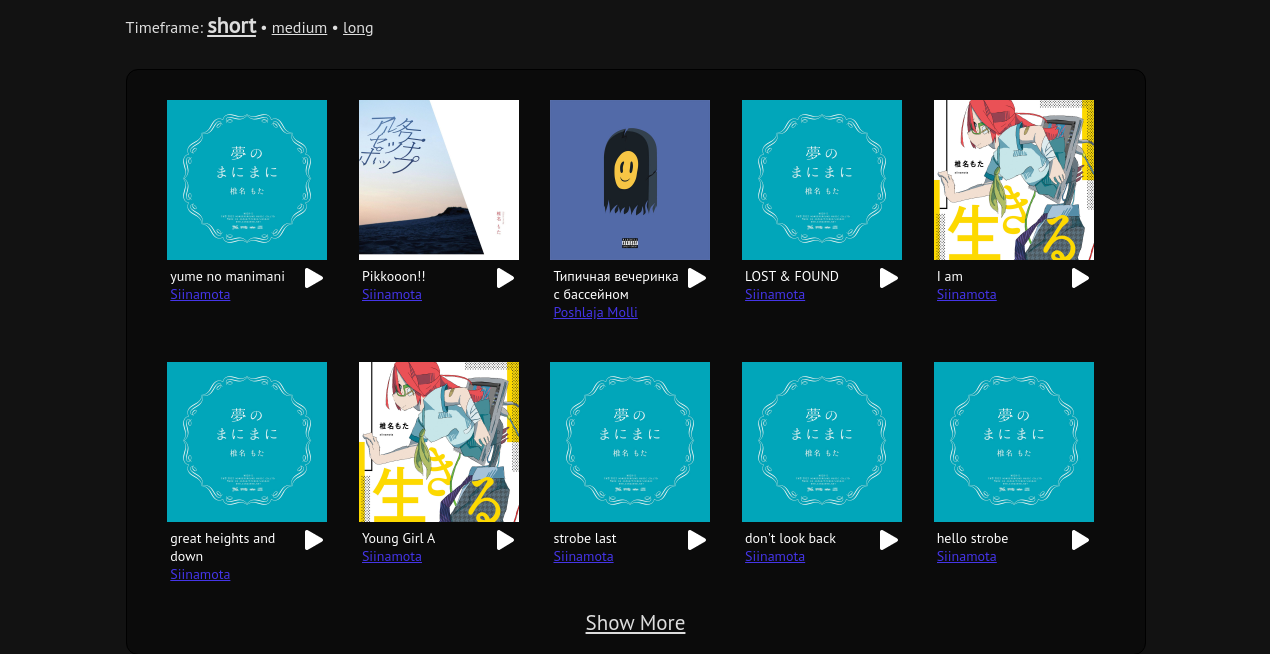 Timeframe: short • medium • long
夢の
まにまに
椎名 もた
アルターエゴ
夢の
まにまに
椎名 もた
椎名もた
siinamota
生きる
yume no manimani
Siinamota
Pikkooon!!
Siinamota
Типичная вечеринка
с бассейном
Poshlaja Molli
LOST & FOUND
Siinamota
I am
Siinamota
夢の
まにまに
椎名 もた
椎名もた
siinamota
生きる
夢の
まにまに
椎名 もた
夢の
まにまに
椎名 もた
夢の
まにまに
椎名 もた
great heights and
down
Siinamota
Young Girl A
Siinamota
strobe last
Siinamota
don't look back
Siinamota
hello strobe
Siinamota
Show More